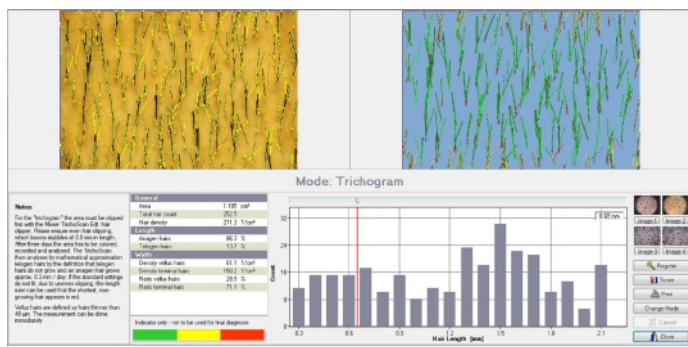 Mode: Trichogram
Notes
For the "trichogram" the area must be clipped
first with the Moser TrichoScan Edt. hair
clipper. Please ensure even hair clipping,
which leaves stubbles of 0.5 mm in length.
After three days the area has to be colored,
recorded and analysed. The TrichoScan
then analyses by mathematical approximation
telogen hairs by the definition that telogen
hairs do not grow and an anagen hair grows
approx. 0.3 mm / day. If the standard settings
do not fit due to uneven clipping, the length
can be used that the shortest, non-
growing hair appears in red.
Vellus hairs are defined as hairs thinner than
40 µm. The measurement can be done
immediately
General
Area 1.195 cm²
Total hair count 252.5
Hair density 211.3 1/cm²
Length
Anagen hairs 86.3 %
Telogen hairs 13.7 %
Width
Density vellus hairs 61.1 1/cm²
Density terminal hairs 150.2 1/cm²
Ratio vellus hairs 28.9 %
Ratio terminal hairs 71.1 %
Indicator only - not to be used for final diagnosis
0.65 mm
Count
32
24
16
8
0
0.3 0.6 0.9 1.2 1.5 1.8 2.1
Hair Length [mm]
Image 1 Image 2
Image 3 Image 4
Register
Score
Print
Change Mode
Cancel
Done